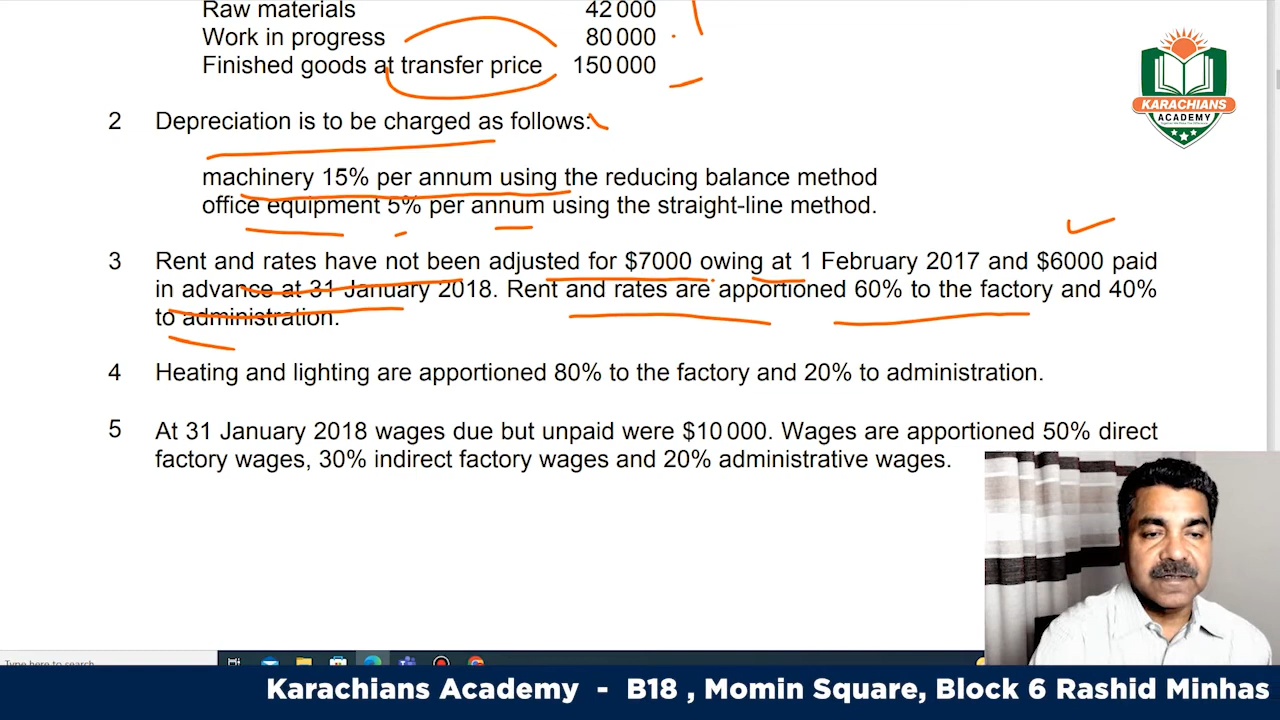 Raw materials 42 000
Work in progress 80 000
Finished goods at transfer price 150 000
2 Depreciation is to be charged as follows:
machinery 15% per annum using the reducing balance method
office equipment 5% per annum using the straight-line method.
3 Rent and rates have not been adjusted for $7000 owing at 1 February 2017 and $6000 paid
in advance at 31 January 2018. Rent and rates are apportioned 60% to the factory and 40%
to administration.
4 Heating and lighting are apportioned 80% to the factory and 20% to administration.
5 At 31 January 2018 wages due but unpaid were $10 000. Wages are apportioned 50% direct
factory wages, 30% indirect factory wages and 20% administrative wages.
KARACHIANS
ACADEMY
Type here to search
Karachians Academy - B18 , Momin Square, Block 6 Rashid Minhas